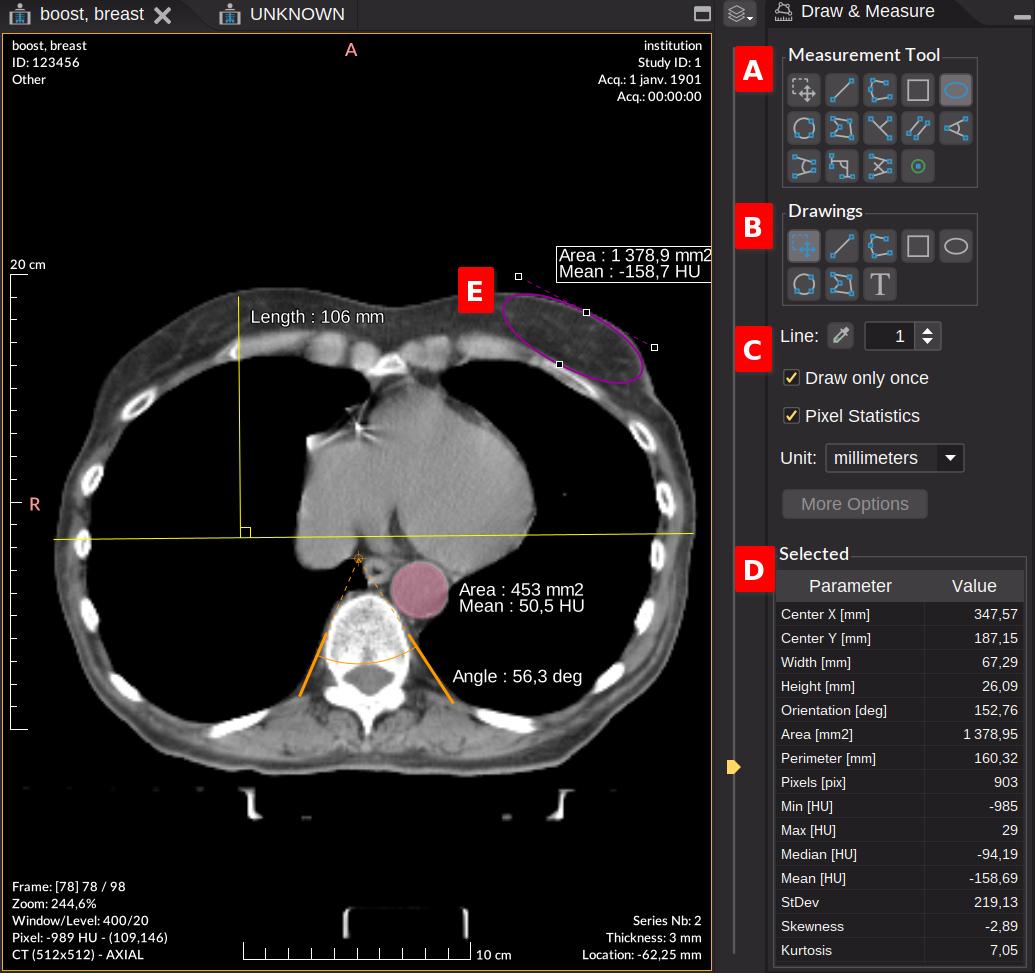 boost, breast
UNKNOWN
Draw & Measure
boost, breast
ID: 123456
Other
A
institution
Study ID: 1
Acq.: 1 janv. 1901
Acq.: 00:00:00
20 cm
Area : 1 378,9 mm2
Mean : -158,7 HU
E
Length : 106 mm
R
Area : 453 mm2
Mean : 50,5 HU
Angle : 56,3 deg
Frame: [78] 78 / 98
Zoom: 244,6%
Window/Level: 400/20
Pixel: -989 HU - (109,146)
CT (512x512) - AXIAL
10 cm
Series Nb: 2
Thickness: 3 mm
Location: -62,25 mm
A
Measurement Tool
B
Drawings
T
C
Line:
1
Draw only once
Pixel Statistics
Unit: millimeters
More Options
D
Selected
Parameter Value
Center X [mm] 347,57
Center Y [mm] 187,15
Width [mm] 67,29
Height [mm] 26,09
Orientation [deg] 152,76
Area [mm2] 1 378,95
Perimeter [mm] 160,32
Pixels [pix] 903
Min [HU] -985
Max [HU] 29
Median [HU] -94,19
Mean [HU] -158,69
StDev 219,13
Skewness -2,89
Kurtosis 7,05